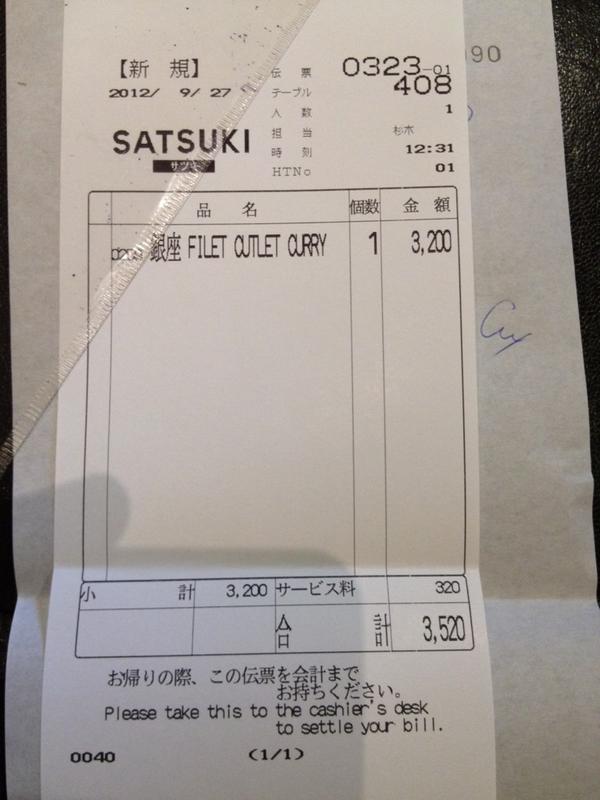 090
【新 規】
伝 票 0323-01
2012/ 9/ 27 テーブル 408
人 数 1
SATSUKI 担 当 杉木
サツキ 時 刻 12:31
HTNo 01
品 名 個数 金 額
銀座 FILET CUTLET CURRY 1 3,200
小 計 3,200 サービス料 320
合 計 3,520
お帰りの際、この伝票を会計まで
お持ちください。
Please take this to the cashier's desk
to settle your bill.
0040 (1/1)